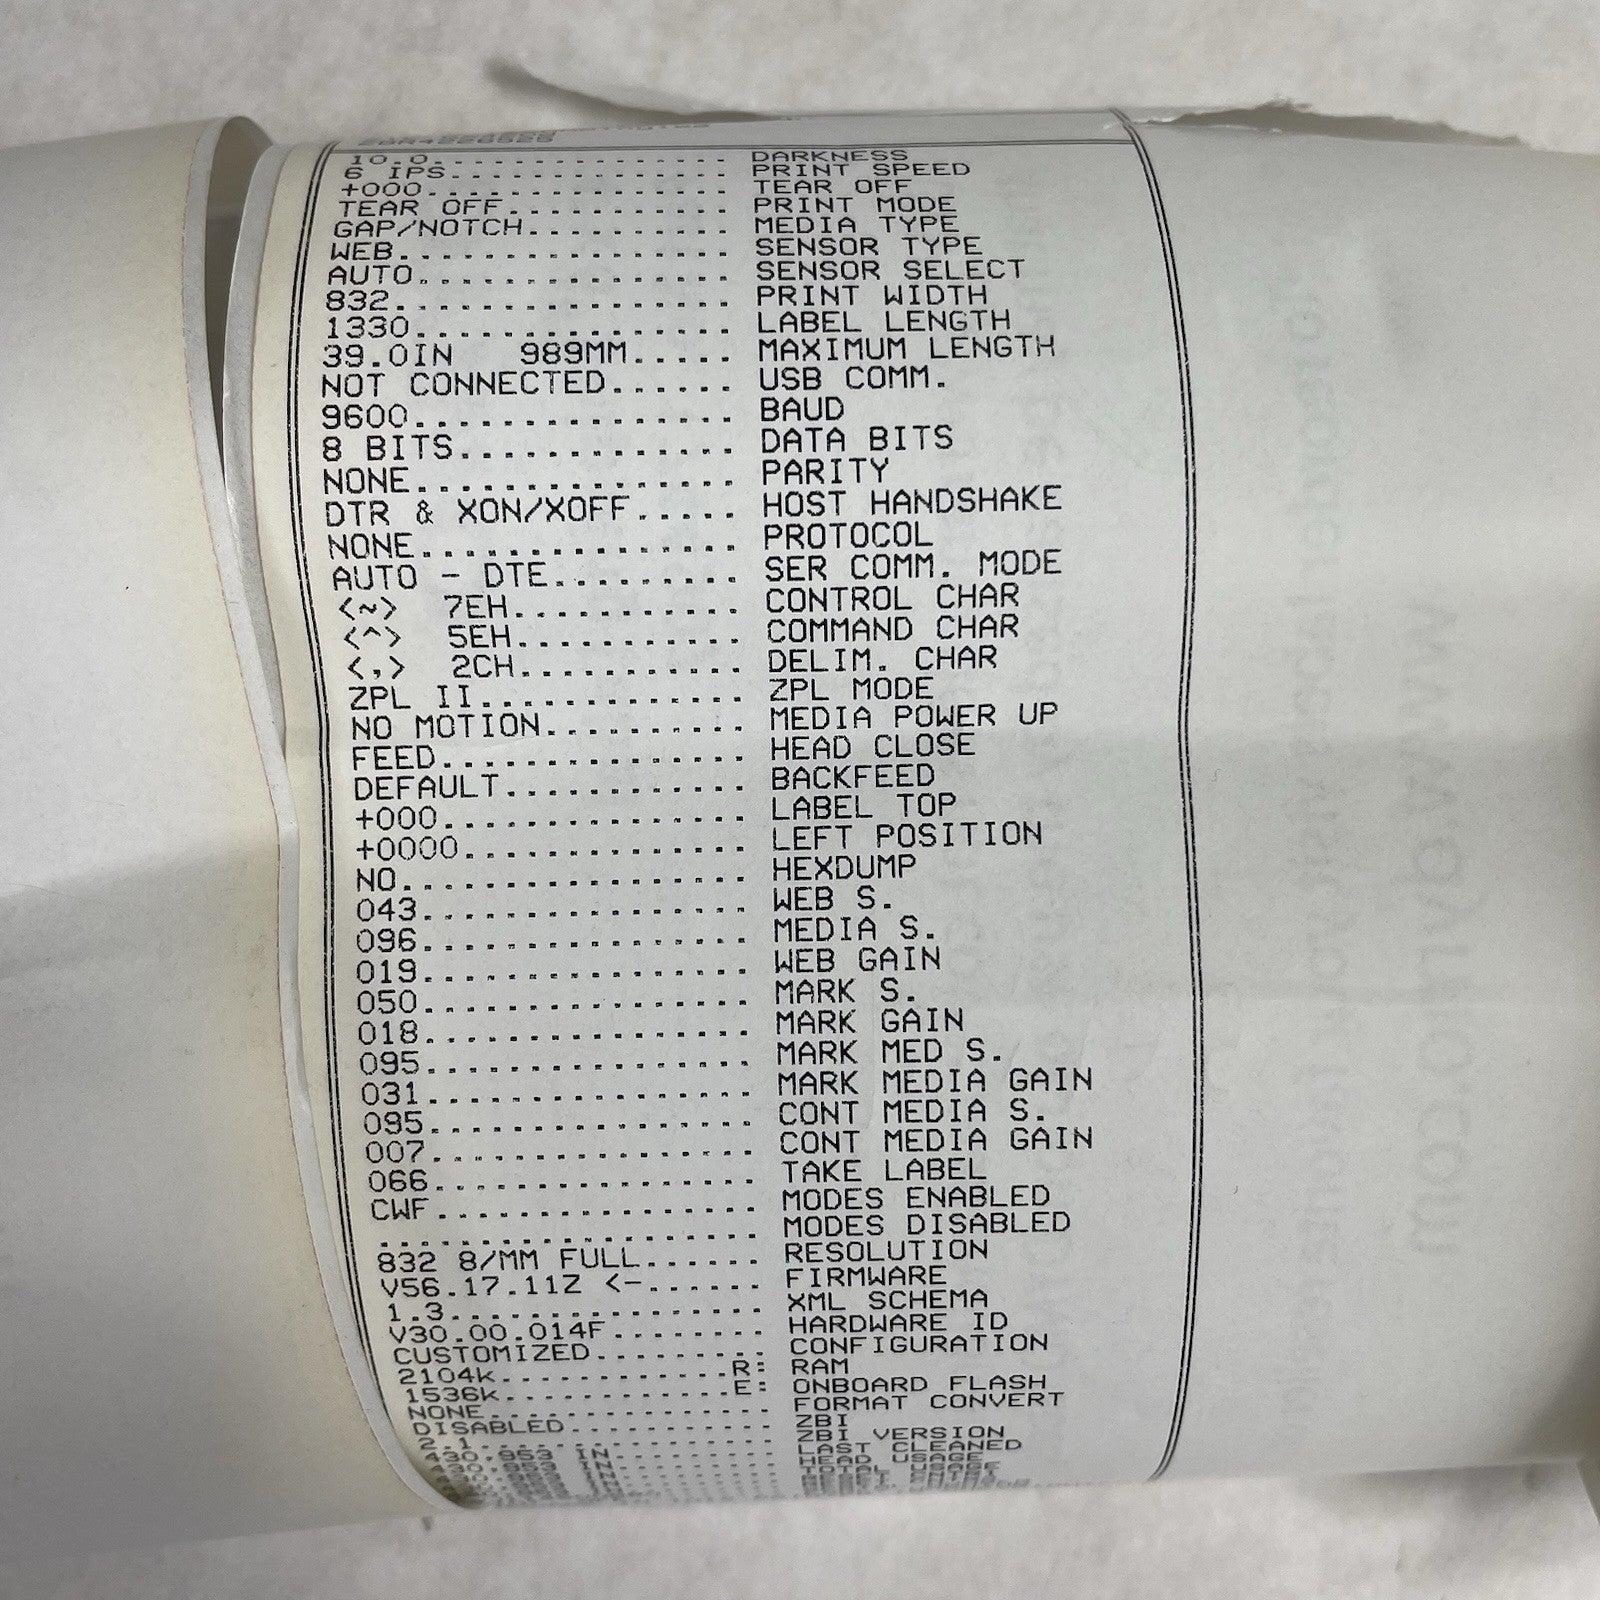 10.0. . . . . . . . . . . . . . DARKNESS
6 IPS. . . . . . . . . . . . . PRINT SPEED
+000. . . . . . . . . . . . . . TEAR OFF
TEAR OFF. . . . . . . . . . . PRINT MODE
GAP/NOTCH. . . . . . . . . . MEDIA TYPE
WEB. . . . . . . . . . . . . . . SENSOR TYPE
AUTO. . . . . . . . . . . . . . SENSOR SELECT
832. . . . . . . . . . . . . . . PRINT WIDTH
1330. . . . . . . . . . . . . . LABEL LENGTH
39.0IN 989MM. . . . . MAXIMUM LENGTH
NOT CONNECTED. . . . . . USB COMM.
9600. . . . . . . . . . . . . . BAUD
8 BITS. . . . . . . . . . . . DATA BITS
NONE. . . . . . . . . . . . . . PARITY
DTR & XON/XOFF. . . . . HOST HANDSHAKE
NONE. . . . . . . . . . . . . . PROTOCOL
AUTO - DTE. . . . . . . . SER COMM. MODE
<~> 7EH. . . . . . . . . . CONTROL CHAR
<^> 5EH. . . . . . . . . . COMMAND CHAR
<,> 2CH. . . . . . . . . . DELIM. CHAR
ZPL II. . . . . . . . . . . . ZPL MODE
NO MOTION. . . . . . . . . MEDIA POWER UP
FEED. . . . . . . . . . . . . . HEAD CLOSE
DEFAULT. . . . . . . . . . . BACKFEED
+000. . . . . . . . . . . . . . LABEL TOP
+0000. . . . . . . . . . . . . LEFT POSITION
NO. . . . . . . . . . . . . . . . HEXDUMP
043. . . . . . . . . . . . . . . WEB S.
096. . . . . . . . . . . . . . . MEDIA S.
019. . . . . . . . . . . . . . . WEB GAIN
050. . . . . . . . . . . . . . . MARK S.
018. . . . . . . . . . . . . . . MARK GAIN
095. . . . . . . . . . . . . . . MARK MED S.
031. . . . . . . . . . . . . . . MARK MEDIA GAIN
095. . . . . . . . . . . . . . . CONT MEDIA S.
007. . . . . . . . . . . . . . . CONT MEDIA GAIN
066. . . . . . . . . . . . . . . TAKE LABEL
CWF. . . . . . . . . . . . . . . MODES ENABLED
. . . . . . . . . . . . . . . . . . MODES DISABLED
832 8/MM FULL. . . . . . RESOLUTION
V56.17.11Z <-. . . . . . FIRMWARE
1.3. . . . . . . . . . . . . . . XML SCHEMA
V30.00.014F. . . . . . . . HARDWARE ID
CUSTOMIZED. . . . . . . . . CONFIGURATION
2104k. . . . . . . . . . . .R: RAM
1536k. . . . . . . . . . . .E: ONBOARD FLASH
NONE. . . . . . . . . . . . . . FORMAT CONVERT
DISABLED. . . . . . . . . . ZBI
2.1. . . . . . . . . . . . . . . ZBI VERSION
IN. . . . . . . . LAST CLEANED
IN. . . . . . . . HEAD USAGE
IN. . . . . . . . TOTAL USAGE